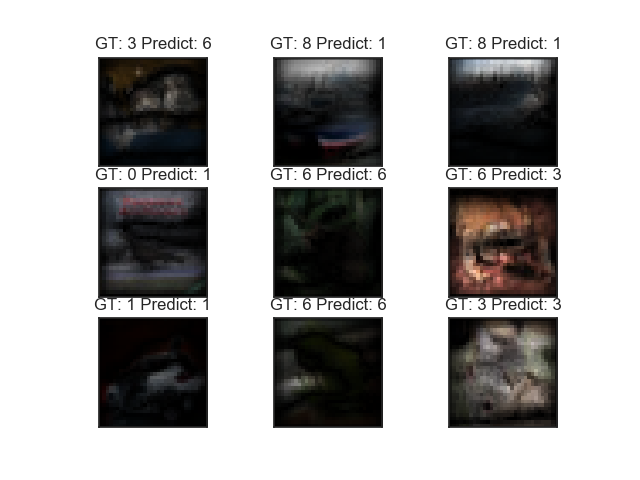 GT: 3 Predict: 6
GT: 8 Predict: 1
GT: 8 Predict: 1
GT: 0 Predict: 1
GT: 6 Predict: 6
GT: 6 Predict: 3
GT: 1 Predict: 1
GT: 6 Predict: 6
GT: 3 Predict: 3